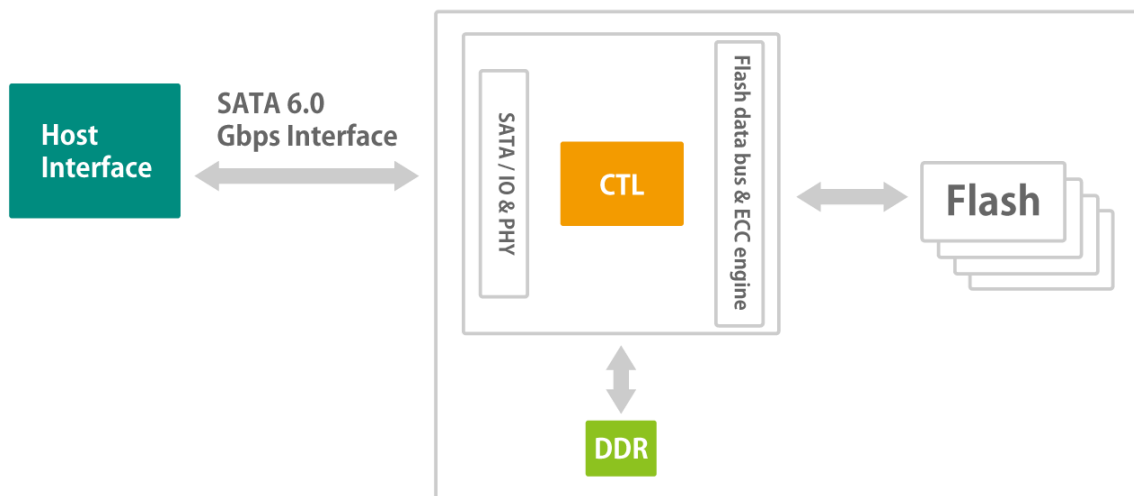 Host
Interface
SATA 6.0
Gbps Interface
SATA / IO & PHY
CTL
Flash data bus & ECC engine
Flash
DDR